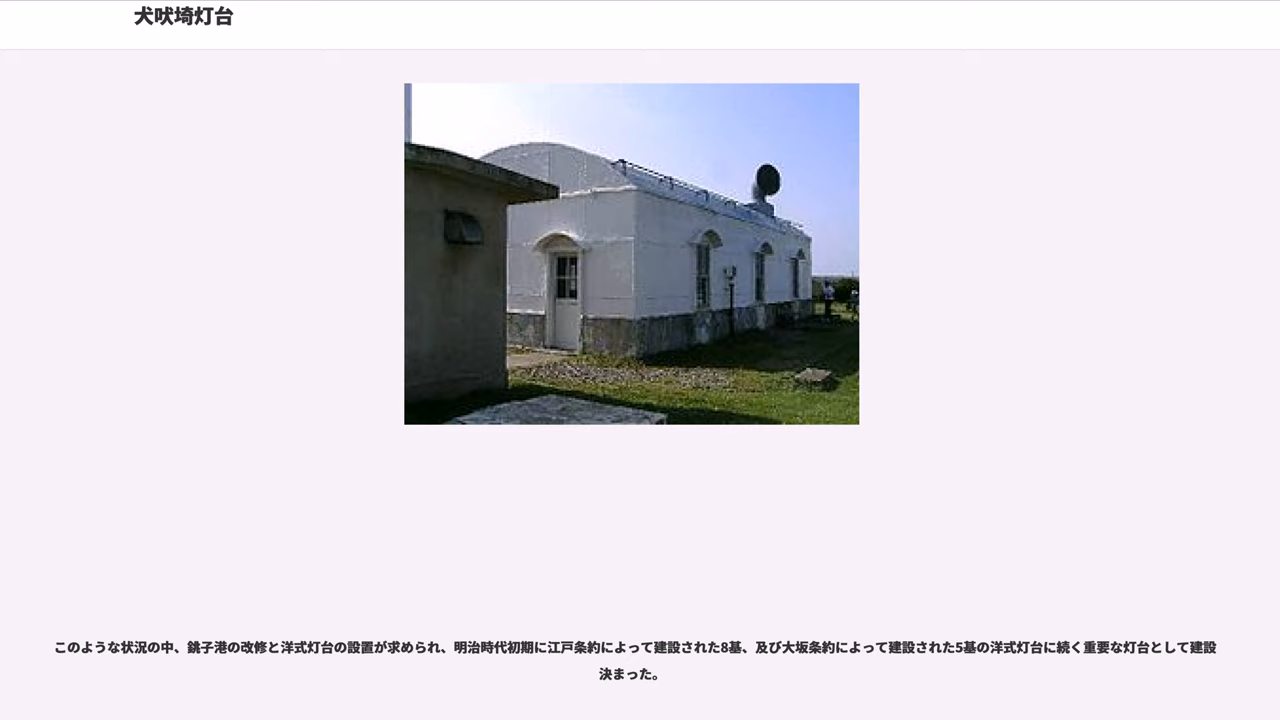 犬吠埼灯台
このような状況の中、銚子港の改修と洋式灯台の設置が求められ、明治時代初期に江戸条約によって建設された8基、及び大坂条約によって建設された5基の洋式灯台に続く重要な灯台として建設
決まった。